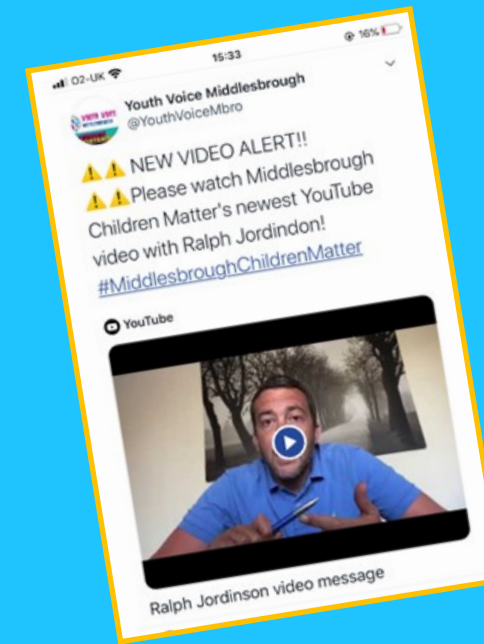 O2-UK 15:33 16%
Youth Voice Middlesbrough
@YouthVoiceMbro
⚠️⚠️ NEW VIDEO ALERT!!
⚠️⚠️Please watch Middlesbrough
Children Matter's newest YouTube
video with Ralph Jordindon!
#MiddlesbroughChildrenMatter
YouTube
Ralph Jordinson video message